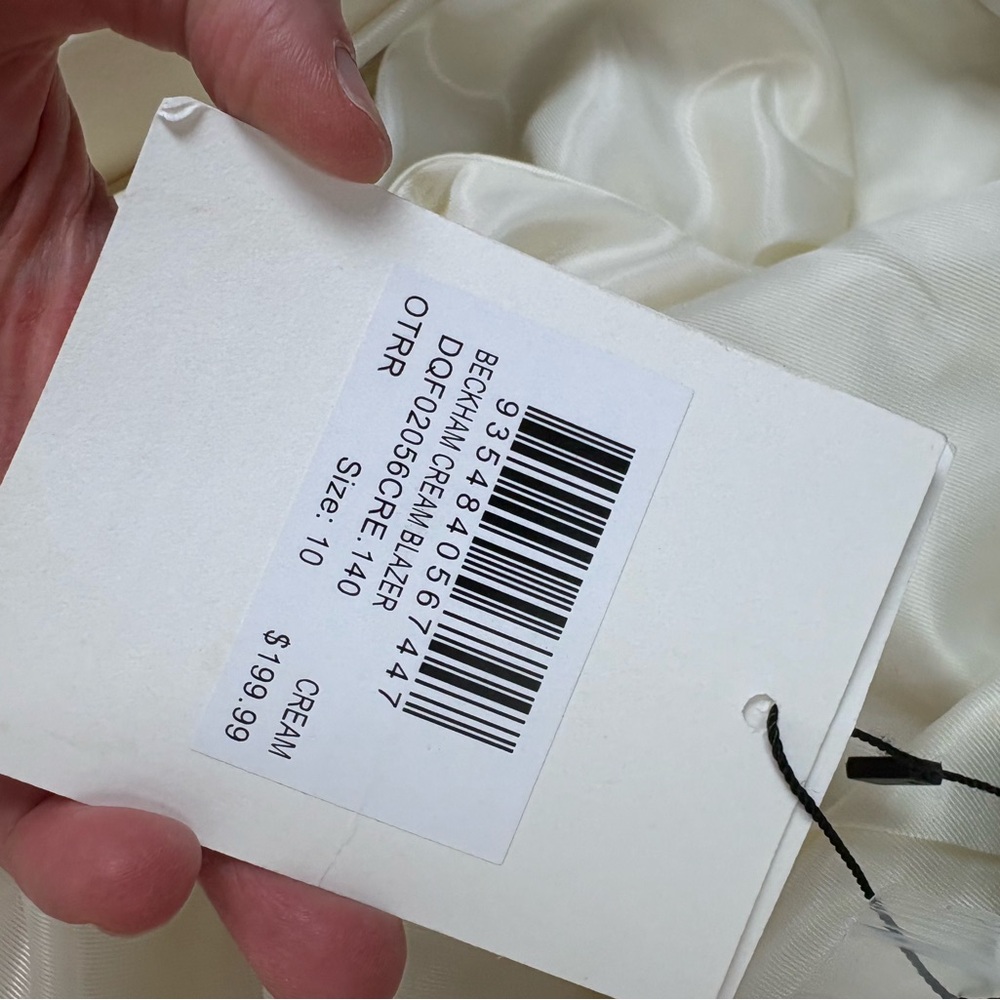 9354840567447
BECKHAM CREAM BLAZER
DQF02056CRE.140
OTRR
Size: 10
CREAM
$199.99